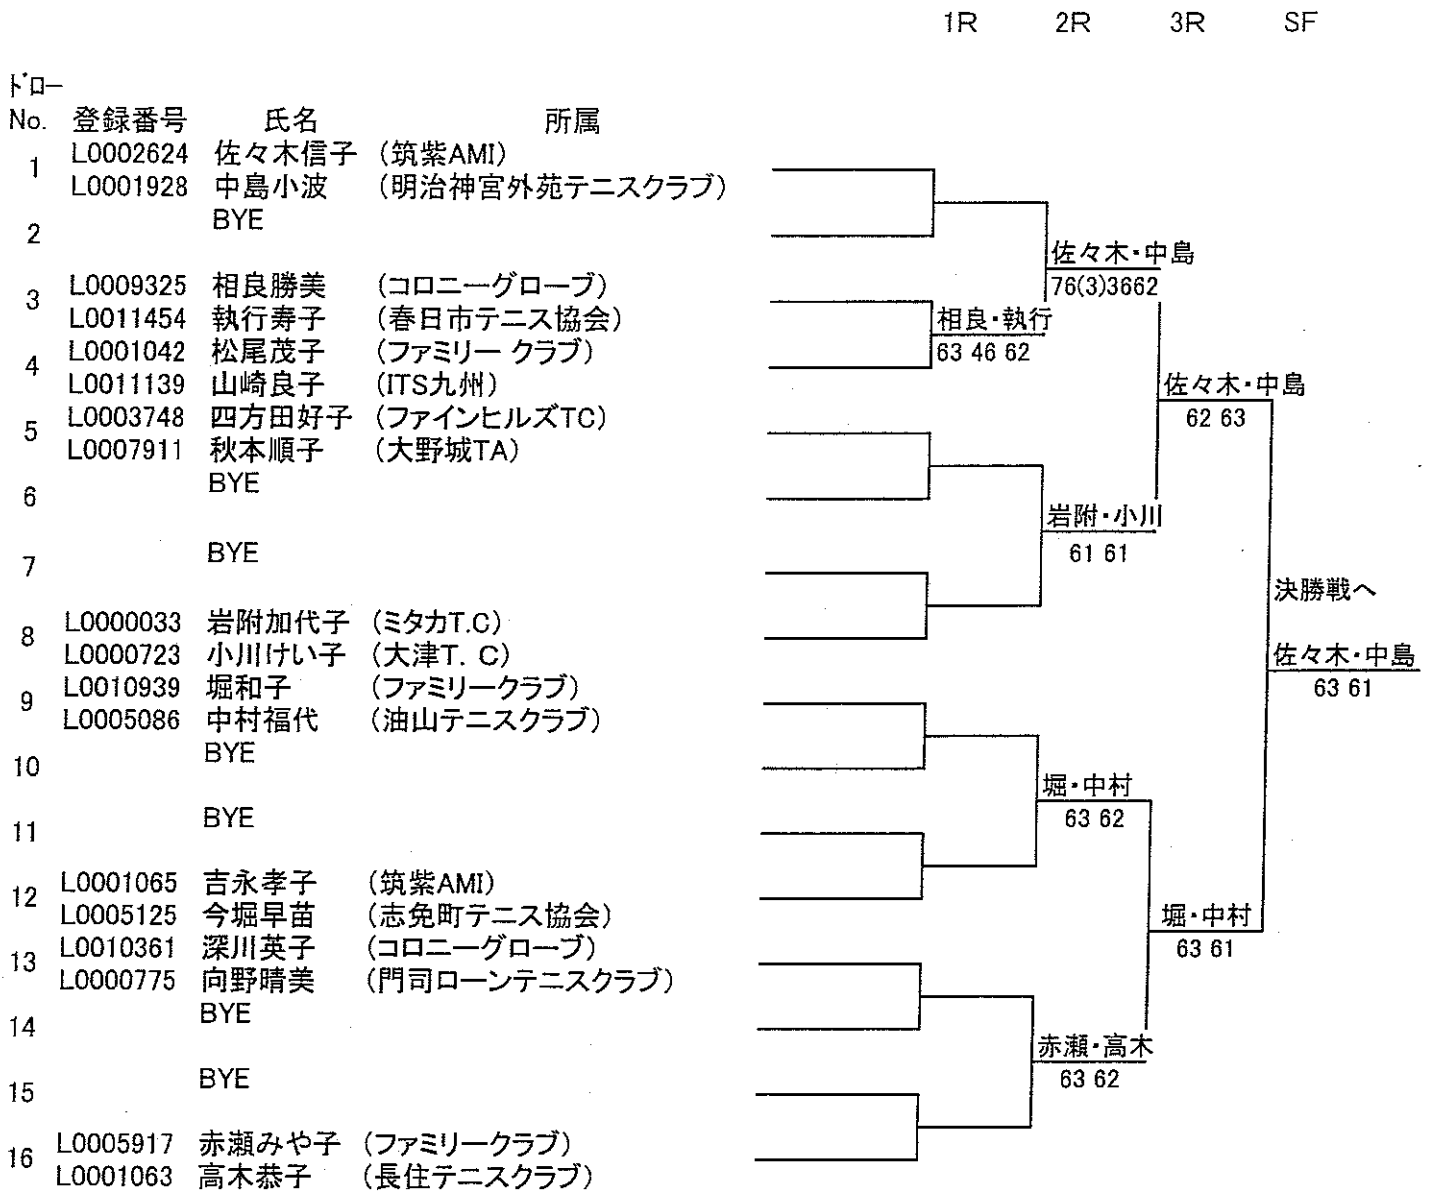 1R 2R 3R SF
ドロー
No. 登録番号 氏名 所属
1 L0002624 佐々木信子 (筑紫AMI)
L0001928 中島小波 (明治神宮外苑テニスクラブ)
2 BYE
佐々木・中島
76(3)3662
3 L0009325 相良勝美 (コロニーグローブ)
L0011454 執行寿子 (春日市テニス協会)
相良・執行
63 46 62
4 L0001042 松尾茂子 (ファミリー クラブ)
L0011139 山崎良子 (ITS九州)
佐々木・中島
62 63
5 L0003748 四方田好子 (ファインヒルズTC)
L0007911 秋本順子 (大野城TA)
6 BYE
岩附・小川
61 61
7 BYE
決勝戦へ
8 L0000033 岩附加代子 (ミタカT.C)
L0000723 小川けい子 (大津T. C)
佐々木・中島
63 61
9 L0010939 堀和子 (ファミリークラブ)
L0005086 中村福代 (油山テニスクラブ)
10 BYE
堀・中村
63 62
11 BYE
12 L0001065 吉永孝子 (筑紫AMI)
L0005125 今堀早苗 (志免町テニス協会)
堀・中村
63 61
13 L0010361 深川英子 (コロニーグローブ)
L0000775 向野晴美 (門司ローンテニスクラブ)
14 BYE
赤瀬・高木
63 62
15 BYE
16 L0005917 赤瀬みや子 (ファミリークラブ)
L0001063 高木恭子 (長住テニスクラブ)